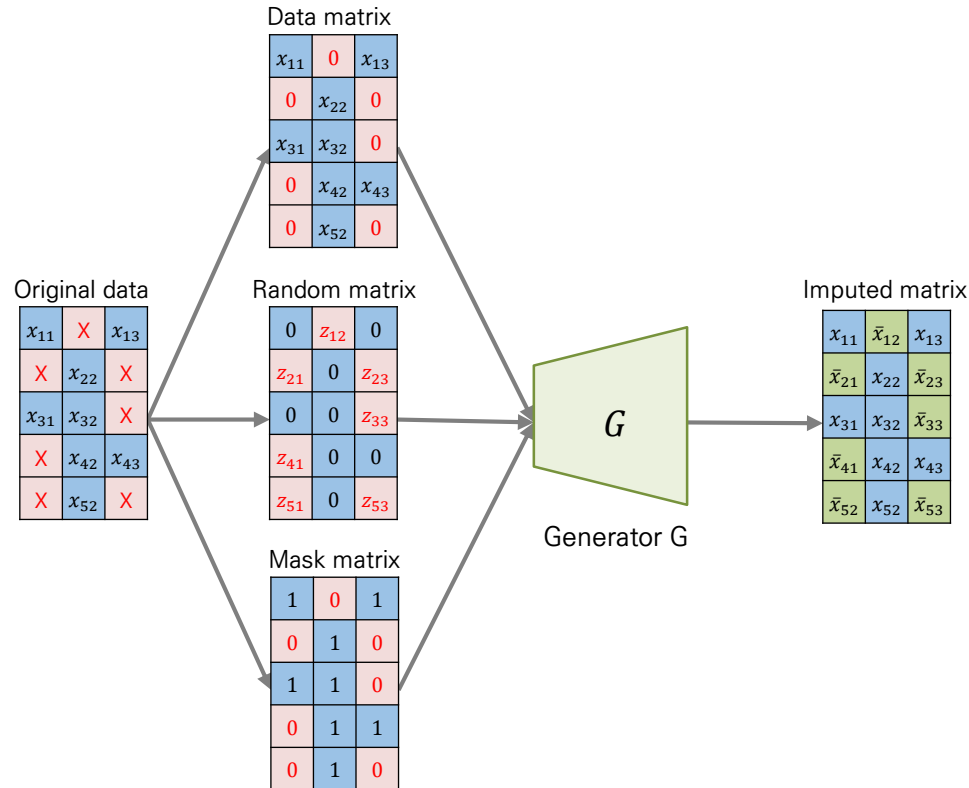 Data matrix
x₁₁ 0 x₁₃
0 x₂₂ 0
x₃₁ x₃₂ 0
0 x₄₂ x₄₃
0 x₅₂ 0
Original data
x₁₁ X x₁₃
X x₂₂ X
x₃₁ x₃₂ X
X x₄₂ x₄₃
X x₅₂ X
Random matrix
0 z₁₂ 0
z₂₁ 0 z₂₃
0 0 z₃₃
z₄₁ 0 0
z₅₁ 0 z₅₃
Mask matrix
1 0 1
0 1 0
1 1 0
0 1 1
0 1 0
G
Generator G
Imputed matrix
x₁₁ x̄₁₂ x₁₃
x̄₂₁ x₂₂ x̄₂₃
x₃₁ x₃₂ x̄₃₃
x̄₄₁ x₄₂ x₄₃
x̄₅₂ x₅₂ x̄₅₃